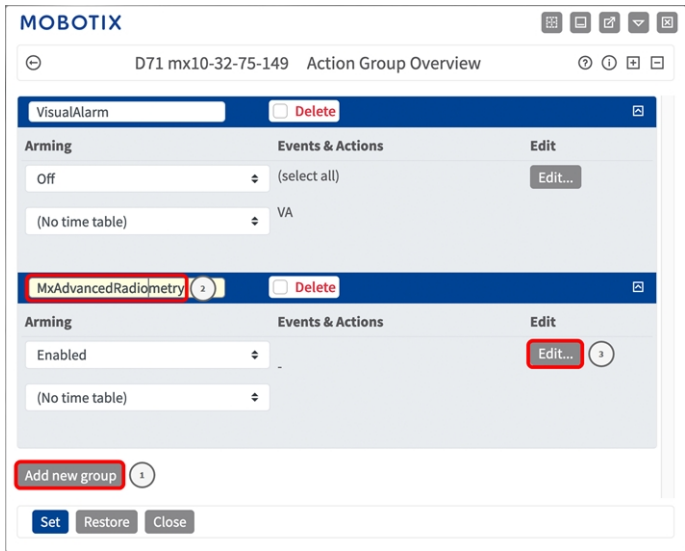 MOBOTIX
D71 mx10-32-75-149 Action Group Overview
VisualAlarm
Delete
Arming Events & Actions Edit
Off (select all) Edit...
(No time table) VA
MxAdvancedRadiometry 2 Delete
Arming Events & Actions Edit
Enabled - Edit... 3
(No time table)
Add new group 1
Set Restore Close